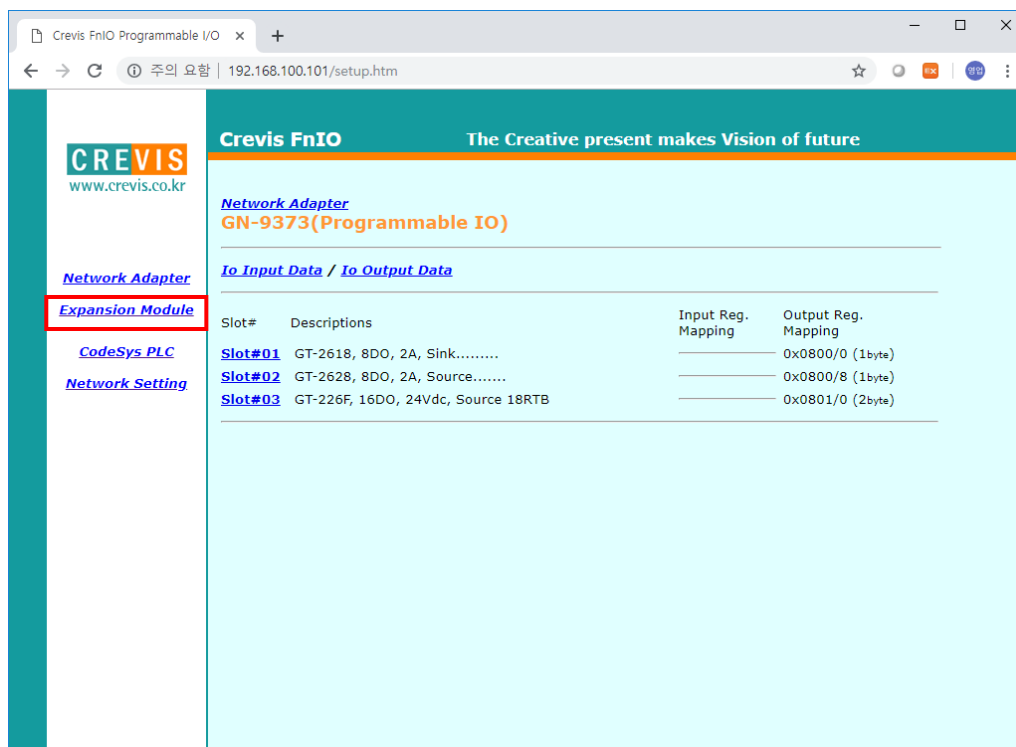 Crevis FnIO Programmable I/O
주의 요함 | 192.168.100.101/setup.htm
영업
CREVIS
www.crevis.co.kr
Network Adapter
Expansion Module
CodeSys PLC
Network Setting
Crevis FnIO The Creative present makes Vision of future
Network Adapter
GN-9373(Programmable IO)
Io Input Data / Io Output Data
Slot# Descriptions Input Reg. Mapping Output Reg. Mapping
Slot#01 GT-2618, 8DO, 2A, Sink......... 0x0800/0 (1byte)
Slot#02 GT-2628, 8DO, 2A, Source....... 0x0800/8 (1byte)
Slot#03 GT-226F, 16DO, 24Vdc, Source 18RTB 0x0801/0 (2byte)